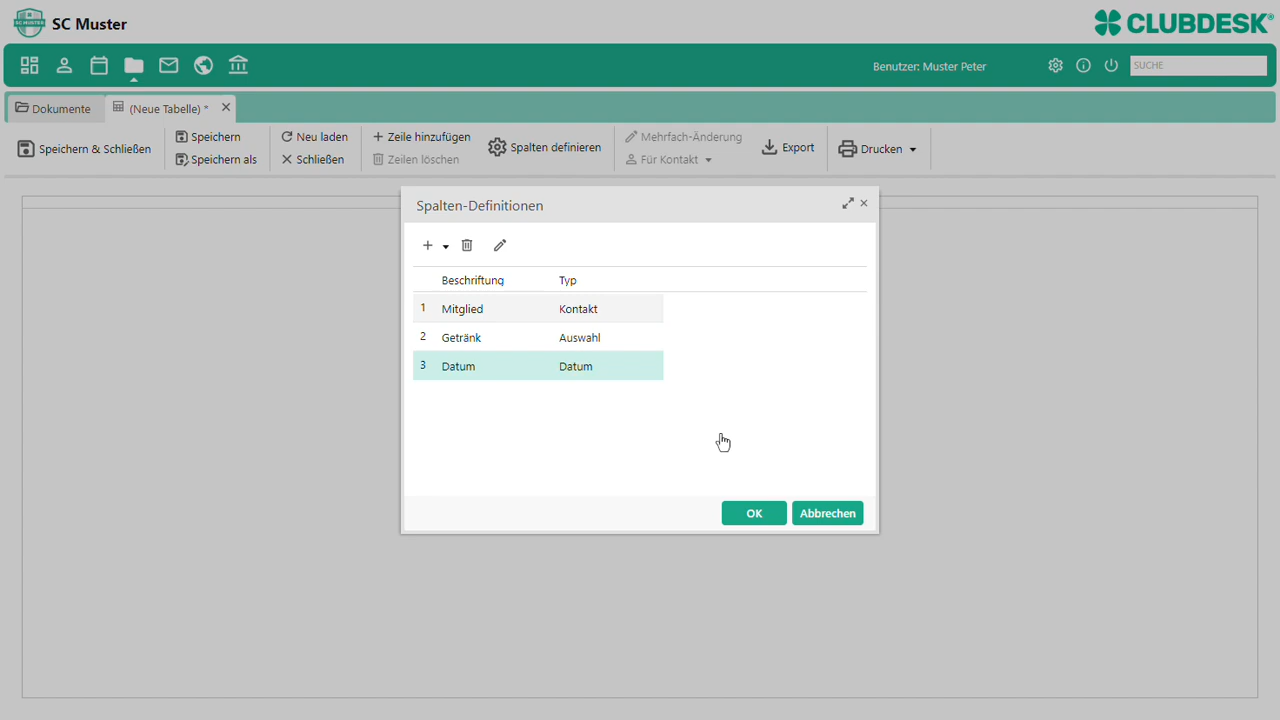 SC MUSTER
SC Muster
CLUBDESK®
Benutzer: Muster Peter
SUCHE
Dokumente
(Neue Tabelle) *
Speichern & Schließen
Speichern
Speichern als
Neu laden
Schließen
Zeile hinzufügen
Zeilen löschen
Spalten definieren
Mehrfach-Änderung
Für Kontakt
Export
Drucken
Spalten-Definitionen
Beschriftung Typ
1 Mitglied Kontakt
2 Getränk Auswahl
3 Datum Datum
OK
Abbrechen